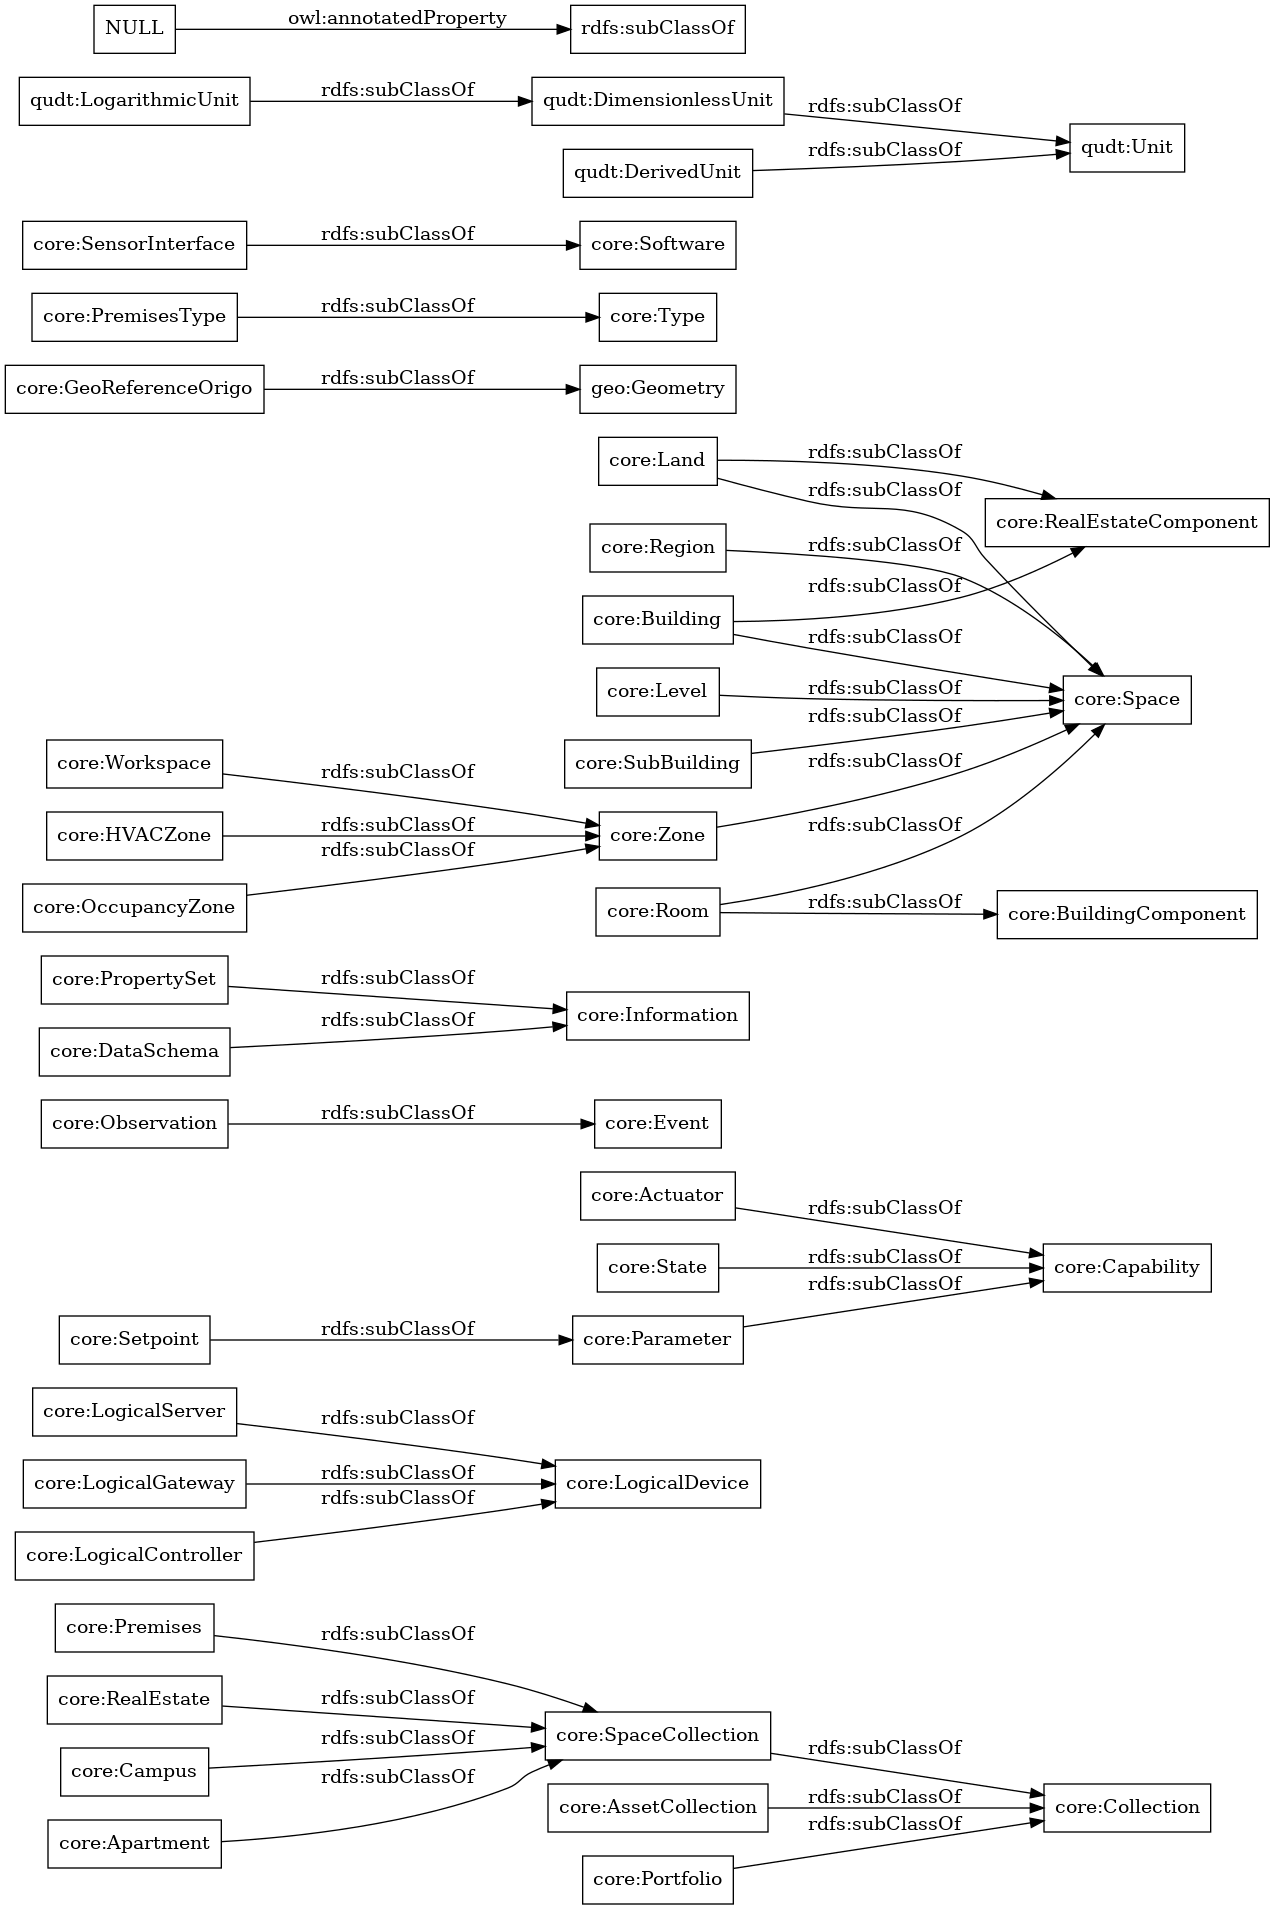 NULL
owl:annotatedProperty
rdfs:subClassOf
qudt:LogarithmicUnit
rdfs:subClassOf
qudt:DimensionlessUnit
rdfs:subClassOf
qudt:Unit
qudt:DerivedUnit
rdfs:subClassOf
core:SensorInterface
rdfs:subClassOf
core:Software
core:PremisesType
rdfs:subClassOf
core:Type
core:GeoReferenceOrigo
rdfs:subClassOf
geo:Geometry
core:Land
rdfs:subClassOf
rdfs:subClassOf
core:RealEstateComponent
core:Region
rdfs:subClassOf
core:Building
rdfs:subClassOf
rdfs:subClassOf
core:Level
rdfs:subClassOf
core:Space
core:SubBuilding
rdfs:subClassOf
core:Workspace
rdfs:subClassOf
rdfs:subClassOf
core:HVACZone
rdfs:subClassOf
core:Zone
rdfs:subClassOf
core:OccupancyZone
rdfs:subClassOf
core:Room
rdfs:subClassOf
core:BuildingComponent
core:PropertySet
rdfs:subClassOf
core:Information
core:DataSchema
rdfs:subClassOf
core:Observation
rdfs:subClassOf
core:Event
core:Actuator
rdfs:subClassOf
core:State
rdfs:subClassOf
core:Capability
core:Setpoint
rdfs:subClassOf
core:Parameter
rdfs:subClassOf
core:LogicalServer
rdfs:subClassOf
core:LogicalGateway
rdfs:subClassOf
core:LogicalDevice
core:LogicalController
rdfs:subClassOf
core:Premises
rdfs:subClassOf
core:RealEstate
rdfs:subClassOf
core:SpaceCollection
rdfs:subClassOf
core:Campus
rdfs:subClassOf
core:Apartment
rdfs:subClassOf
core:AssetCollection
rdfs:subClassOf
core:Collection
core:Portfolio
rdfs:subClassOf